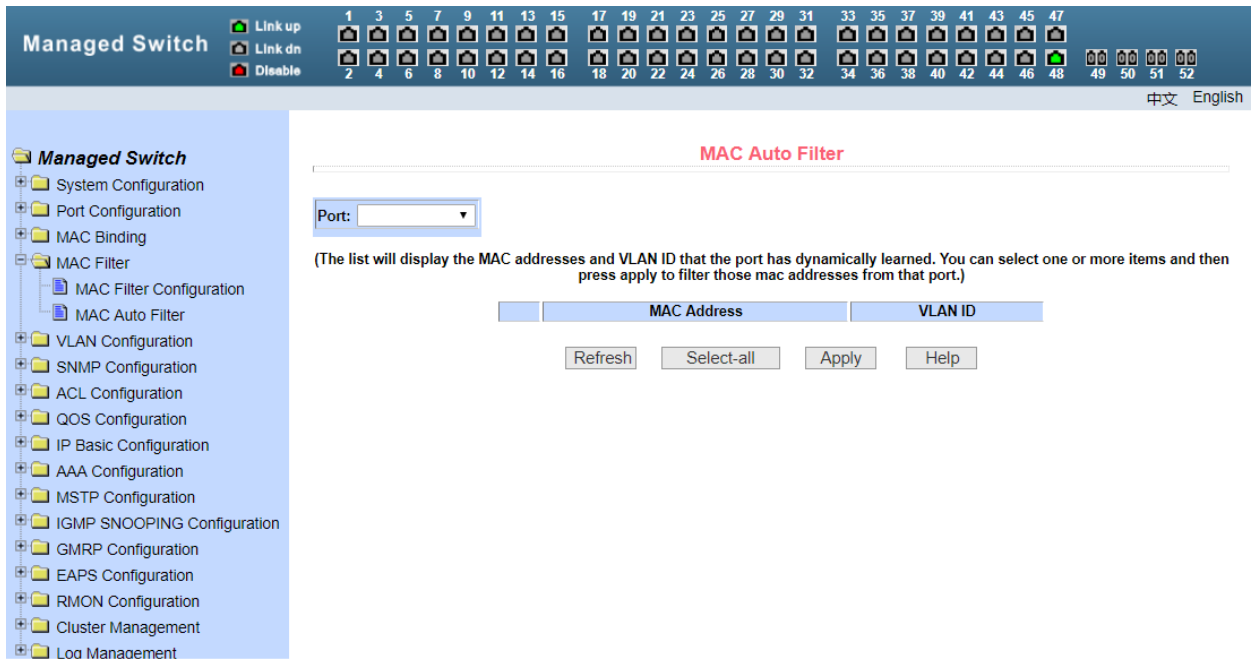 Managed Switch
Link up
Link dn
Disable
1 3 5 7 9 11 13 15 17 19 21 23 25 27 29 31 33 35 37 39 41 43 45 47
2 4 6 8 10 12 14 16 18 20 22 24 26 28 30 32 34 36 38 40 42 44 46 48 49 50 51 52
中文 English
Managed Switch
System Configuration
Port Configuration
MAC Binding
MAC Filter
MAC Filter Configuration
MAC Auto Filter
VLAN Configuration
SNMP Configuration
ACL Configuration
QOS Configuration
IP Basic Configuration
AAA Configuration
MSTP Configuration
IGMP SNOOPING Configuration
GMRP Configuration
EAPS Configuration
RMON Configuration
Cluster Management
Log Management
MAC Auto Filter
Port:
(The list will display the MAC addresses and VLAN ID that the port has dynamically learned. You can select one or more items and then
press apply to filter those mac addresses from that port.)
MAC Address VLAN ID
Refresh Select-all Apply Help